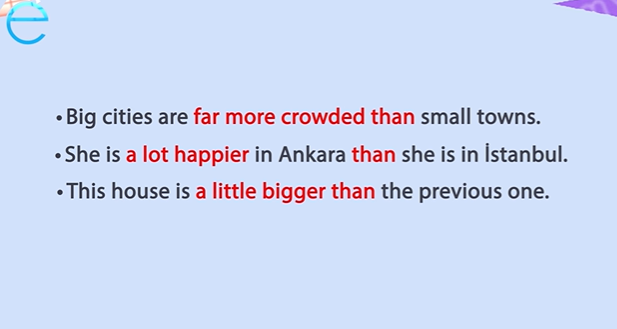 • Big cities are far more crowded than small towns.
• She is a lot happier in Ankara than she is in İstanbul.
• This house is a little bigger than the previous one.